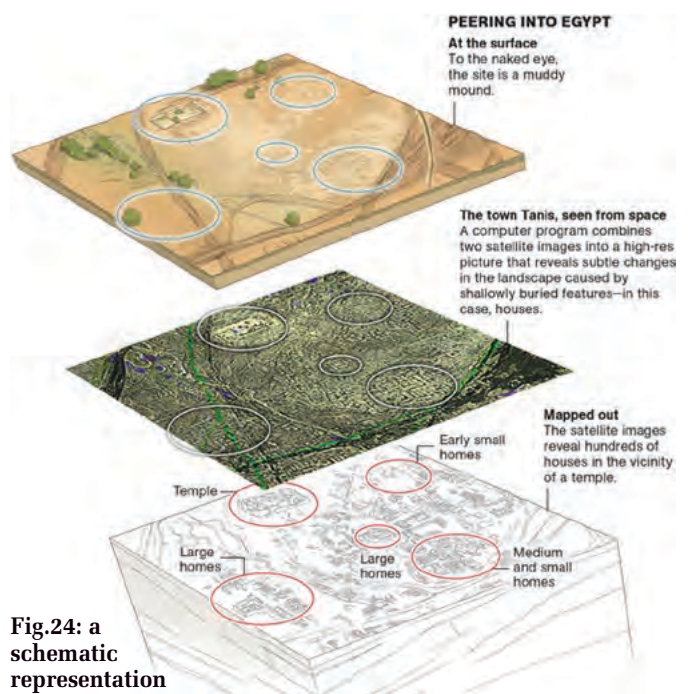 PEERING INTO EGYPT
At the surface
To the naked eye,
the site is a muddy
mound.
The town Tanis, seen from space
A computer program combines
two satellite images into a high-res
picture that reveals subtle changes
in the landscape caused by
shallowly buried features—in this
case, houses.
Mapped out
The satellite images
reveal hundreds of
houses in the vicinity
of a temple.
Early small
homes
Temple
Large
homes
Large
homes
Medium
and small
homes
Fig.24: a
schematic
representation